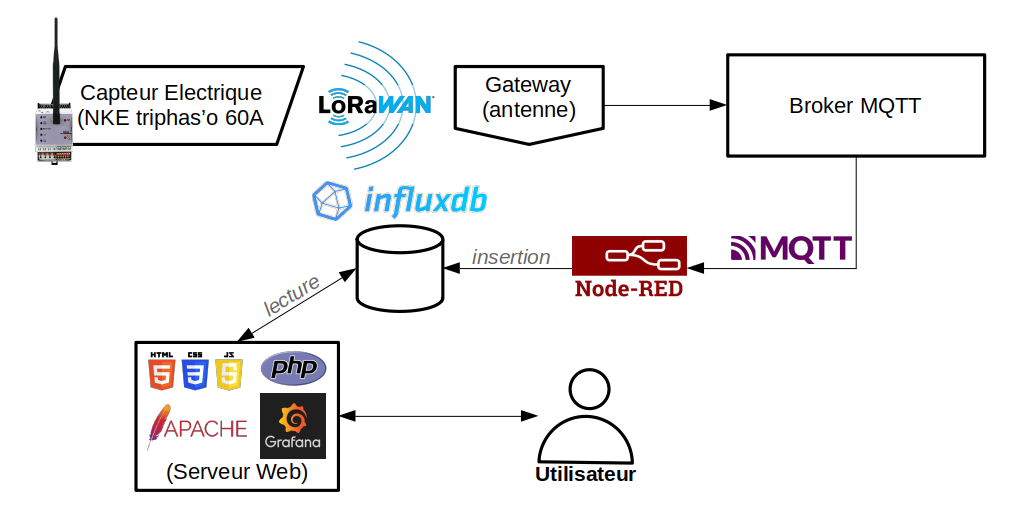 Capteur Electrique
(NKE triphas’o 60A
LoRaWAN
Gateway
(antenne)
Broker MQTT
influxdb
insertion
Node-RED
MQTT
lecture
HTML
CSS
JS
5
3
5
php
APACHE
Grafana
(Serveur Web)
Utilisateur